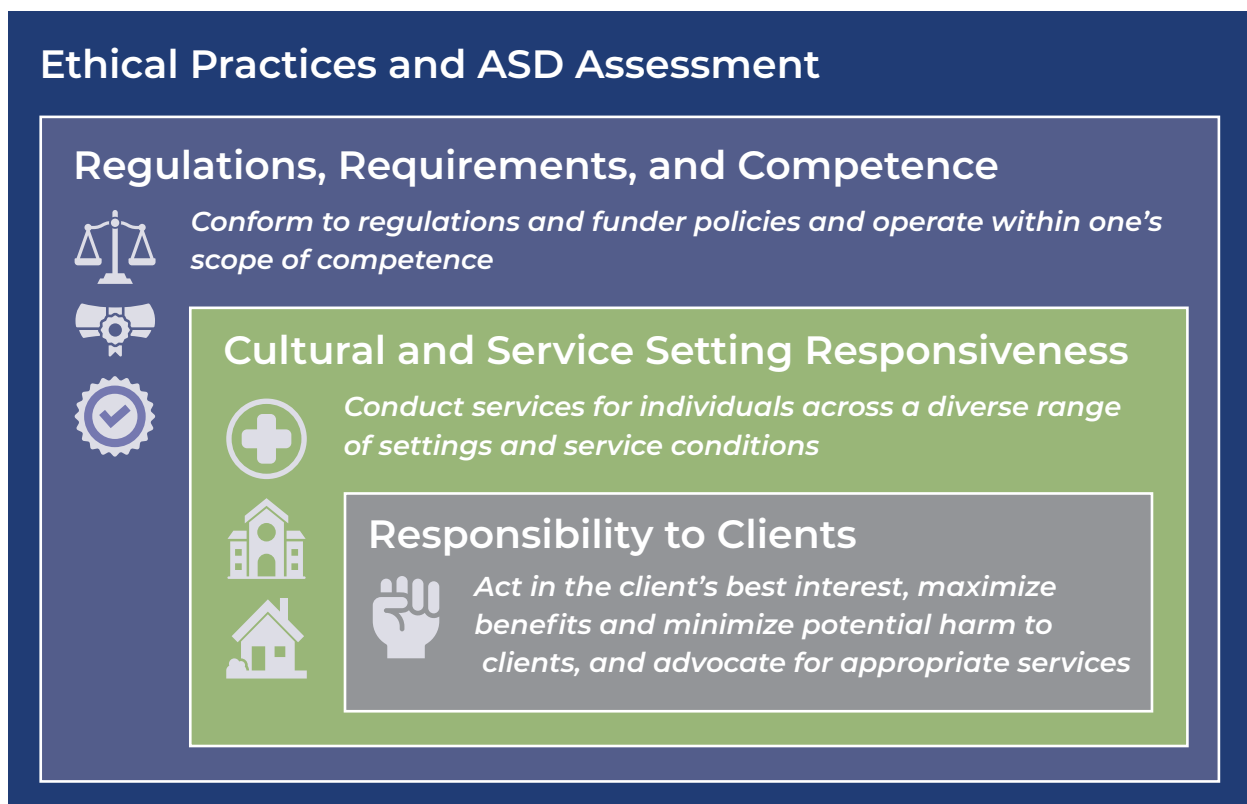 Ethical Practices and ASD Assessment
Regulations, Requirements, and Competence
Conform to regulations and funder policies and operate within one's
scope of competence
Cultural and Service Setting Responsiveness
Conduct services for individuals across a diverse range
of settings and service conditions
Responsibility to Clients
Act in the client's best interest, maximize
benefits and minimize potential harm to
clients, and advocate for appropriate services